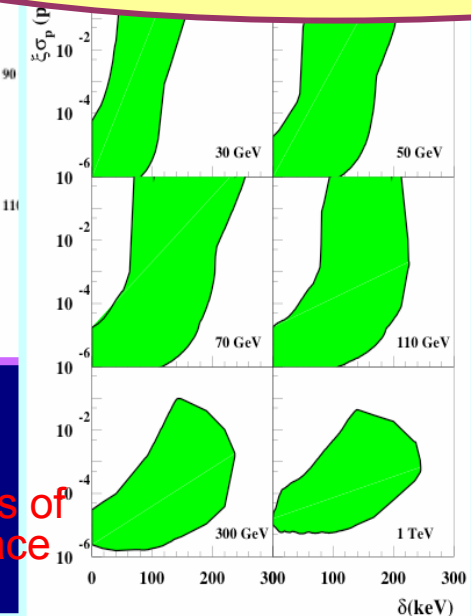 ξσp (p
10 -2
90
10 -4
10 -6
30 GeV
50 GeV
110
10 -2
10 -4
10 -6
70 GeV
110 GeV
10 -2
10 -4
s of
300 GeV
1 TeV
ace
10 -6
0 100 200 300 100 200 300
δ(keV)